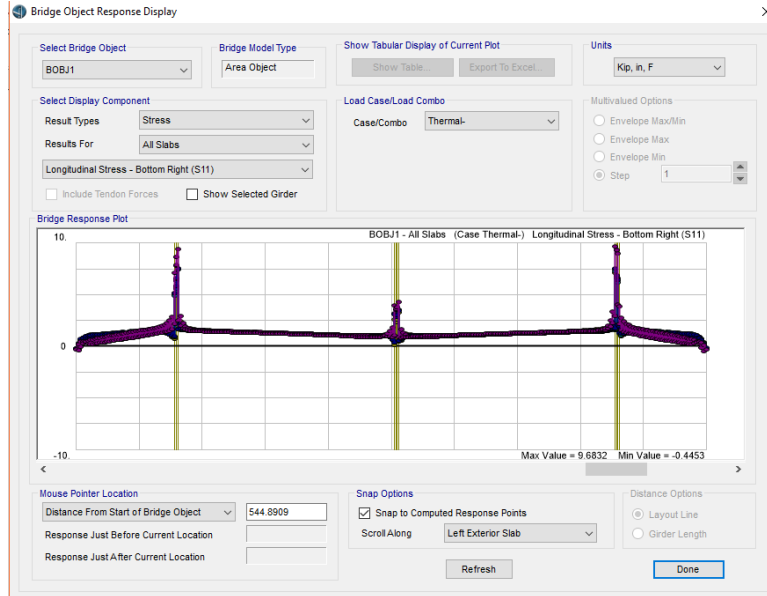 Bridge Object Response Display
Select Bridge Object
BOBJ1
Bridge Model Type
Area Object
Show Tabular Display of Current Plot
Show Table...
Export To Excel...
Units
Kip, in, F
Select Display Component
Result Types
Stress
Results For
All Slabs
Longitudinal Stress - Bottom Right (S11)
Include Tendon Forces
Show Selected Girder
Load Case/Load Combo
Case/Combo
Thermal-
Multivalued Options
Envelope Max/Min
Envelope Max
Envelope Min
Step
1
Bridge Response Plot
BOBJ1 - All Slabs (Case Thermal-) Longitudinal Stress - Bottom Right (S11)
10.
0
-10.
Max Value = 9.6832 Min Value = -0.4453
Mouse Pointer Location
Distance From Start of Bridge Object
544.8909
Response Just Before Current Location
Response Just After Current Location
Snap Options
Snap to Computed Response Points
Scroll Along
Left Exterior Slab
Distance Options
Layout Line
Girder Length
Refresh
Done